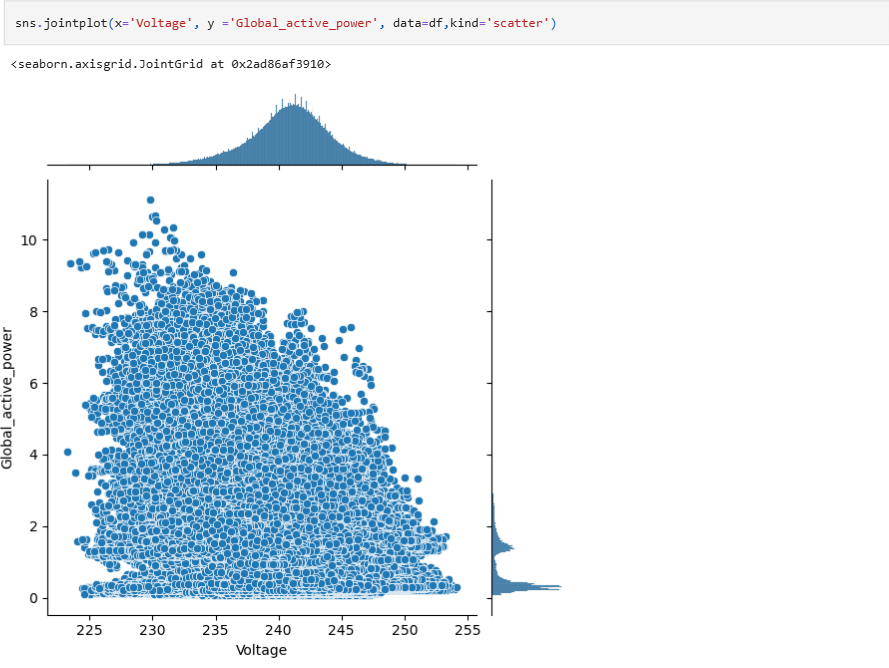 sns.jointplot(x='Voltage', y ='Global_active_power', data=df,kind='scatter')
<seaborn.axisgrid.JointGrid at 0x2ad86af3910>
10
8
6
4
2
0
Global_active_power
225 230 235 240 245 250 255
Voltage